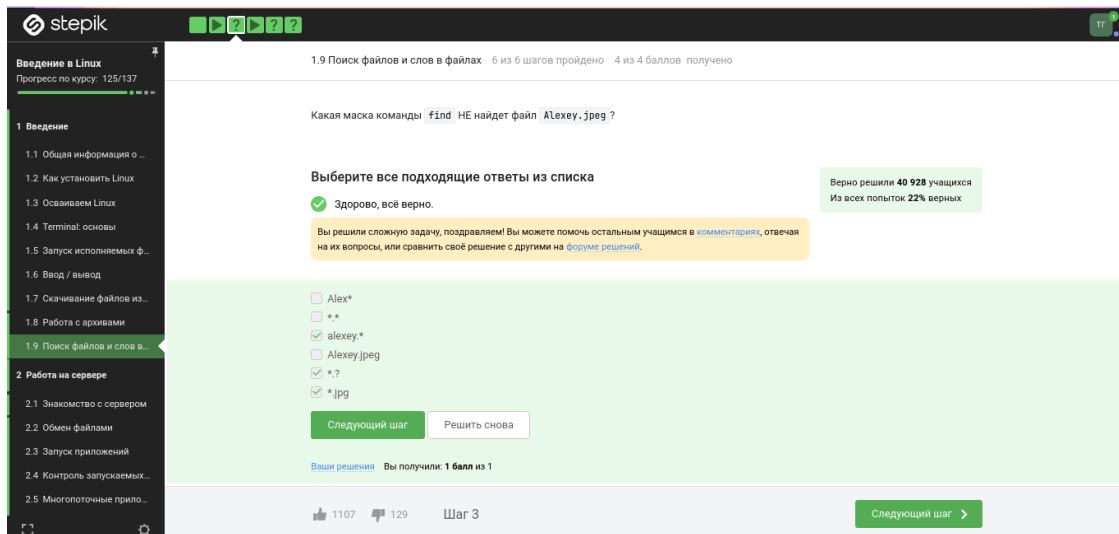 stepik
? ? ?
ТГ
1
Введение в Linux
Прогресс по курсу: 125/137
1 Введение
1.1 Общая информация о ...
1.2 Как установить Linux
1.3 Осваиваем Linux
1.4 Terminal: основы
1.5 Запуск исполняемых ф...
1.6 Ввод / вывод
1.7 Скачивание файлов из...
1.8 Работа с архивами
1.9 Поиск файлов и слов в...
2 Работа на сервере
2.1 Знакомство с сервером
2.2 Обмен файлами
2.3 Запуск приложений
2.4 Контроль запускаемых...
2.5 Многопоточные прило...
1.9 Поиск файлов и слов в файлах 6 из 6 шагов пройдено 4 из 4 баллов получено
Какая маска команды find НЕ найдет файл Alexey.jpeg ?
Выберите все подходящие ответы из списка
Здорово, всё верно.
Верно решили 40 928 учащихся
Из всех попыток 22% верных
Вы решили сложную задачу, поздравляем! Вы можете помочь остальным учащимся в комментариях, отвечая
на их вопросы, или сравнить своё решение с другими на форуме решений.
Alex*
*.*
alexey.*
Alexey.jpeg
*.?
*.jpg
Следующий шаг Решить снова
Ваши решения Вы получили: 1 балл из 1
1107 129 Шаг 3 Следующий шаг